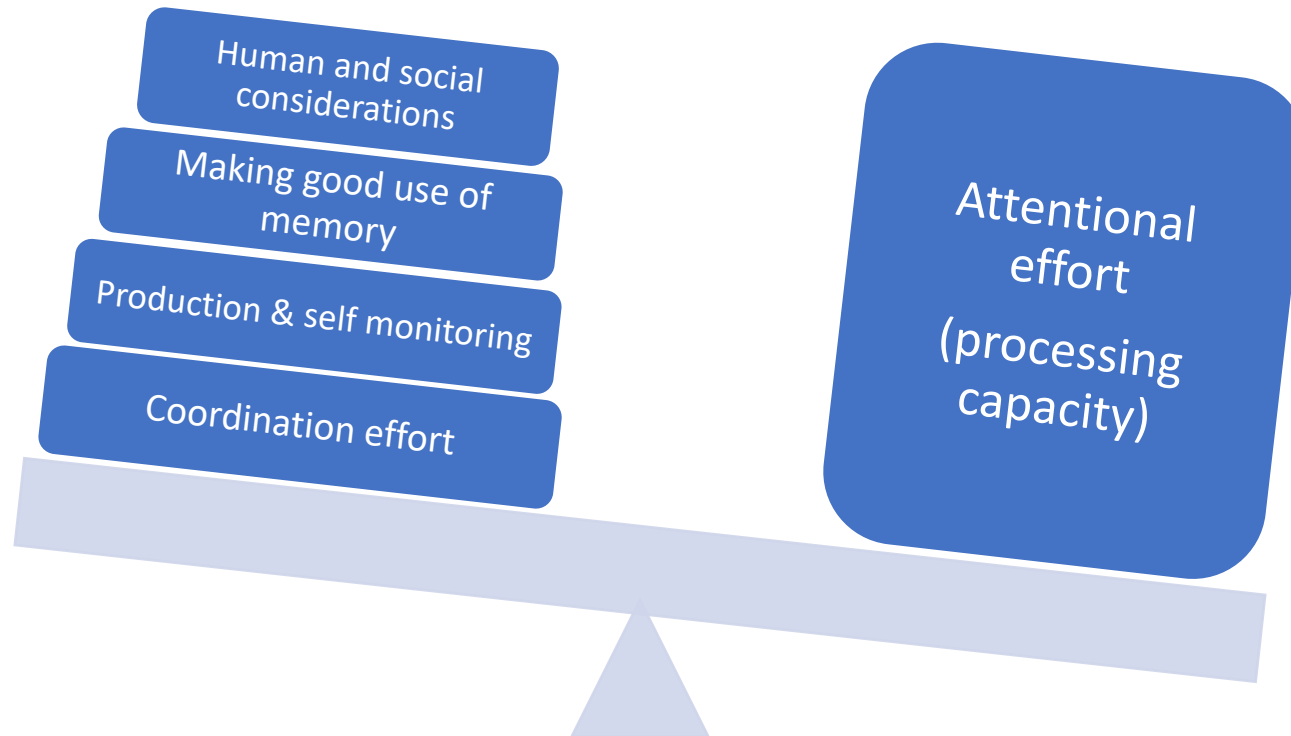 Human and social
considerations
Making good use of
memory
Production & self monitoring
Coordination effort
Attentional
effort
(processing
capacity)